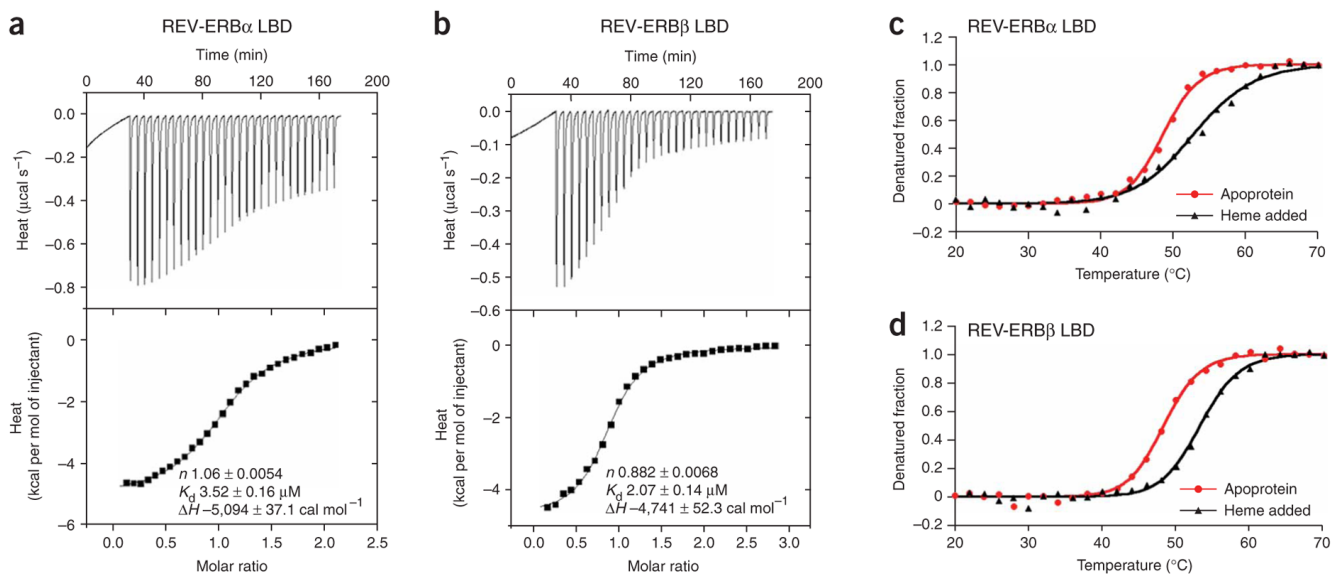 a
REV-ERBα LBD
Time (min)
0 40 80 120 160 200
0.0
–0.2
–0.4
–0.6
–0.8
Heat (μcal s⁻¹)
0
–2
–4
–6
Heat
(kcal per mol of injectant)
n 1.06 ± 0.0054
Kd 3.52 ± 0.16 μM
ΔH –5,094 ± 37.1 cal mol⁻¹
0.0 0.5 1.0 1.5 2.0 2.5
Molar ratio
b
REV-ERBβ LBD
Time (min)
0 40 80 120 160 200
0.0
–0.1
–0.2
–0.3
–0.4
–0.5
–0.6
Heat (μcal s⁻¹)
0
–2
–4
Heat
(kcal per mol of injectant)
n 0.882 ± 0.0068
Kd 2.07 ± 0.14 μM
ΔH –4,741 ± 52.3 cal mol⁻¹
0.0 0.5 1.0 1.5 2.0 2.5 3.0
Molar ratio
c
REV-ERBα LBD
1.2
1.0
0.8
0.6
0.4
0.2
0
–0.2
Denatured fraction
Apoprotein
Heme added
20 30 40 50 60 70
Temperature (°C)
d
REV-ERBβ LBD
1.2
1.0
0.8
0.6
0.4
0.2
0
–0.2
Denatured fraction
Apoprotein
Heme added
20 30 40 50 60 70
Temperature (°C)